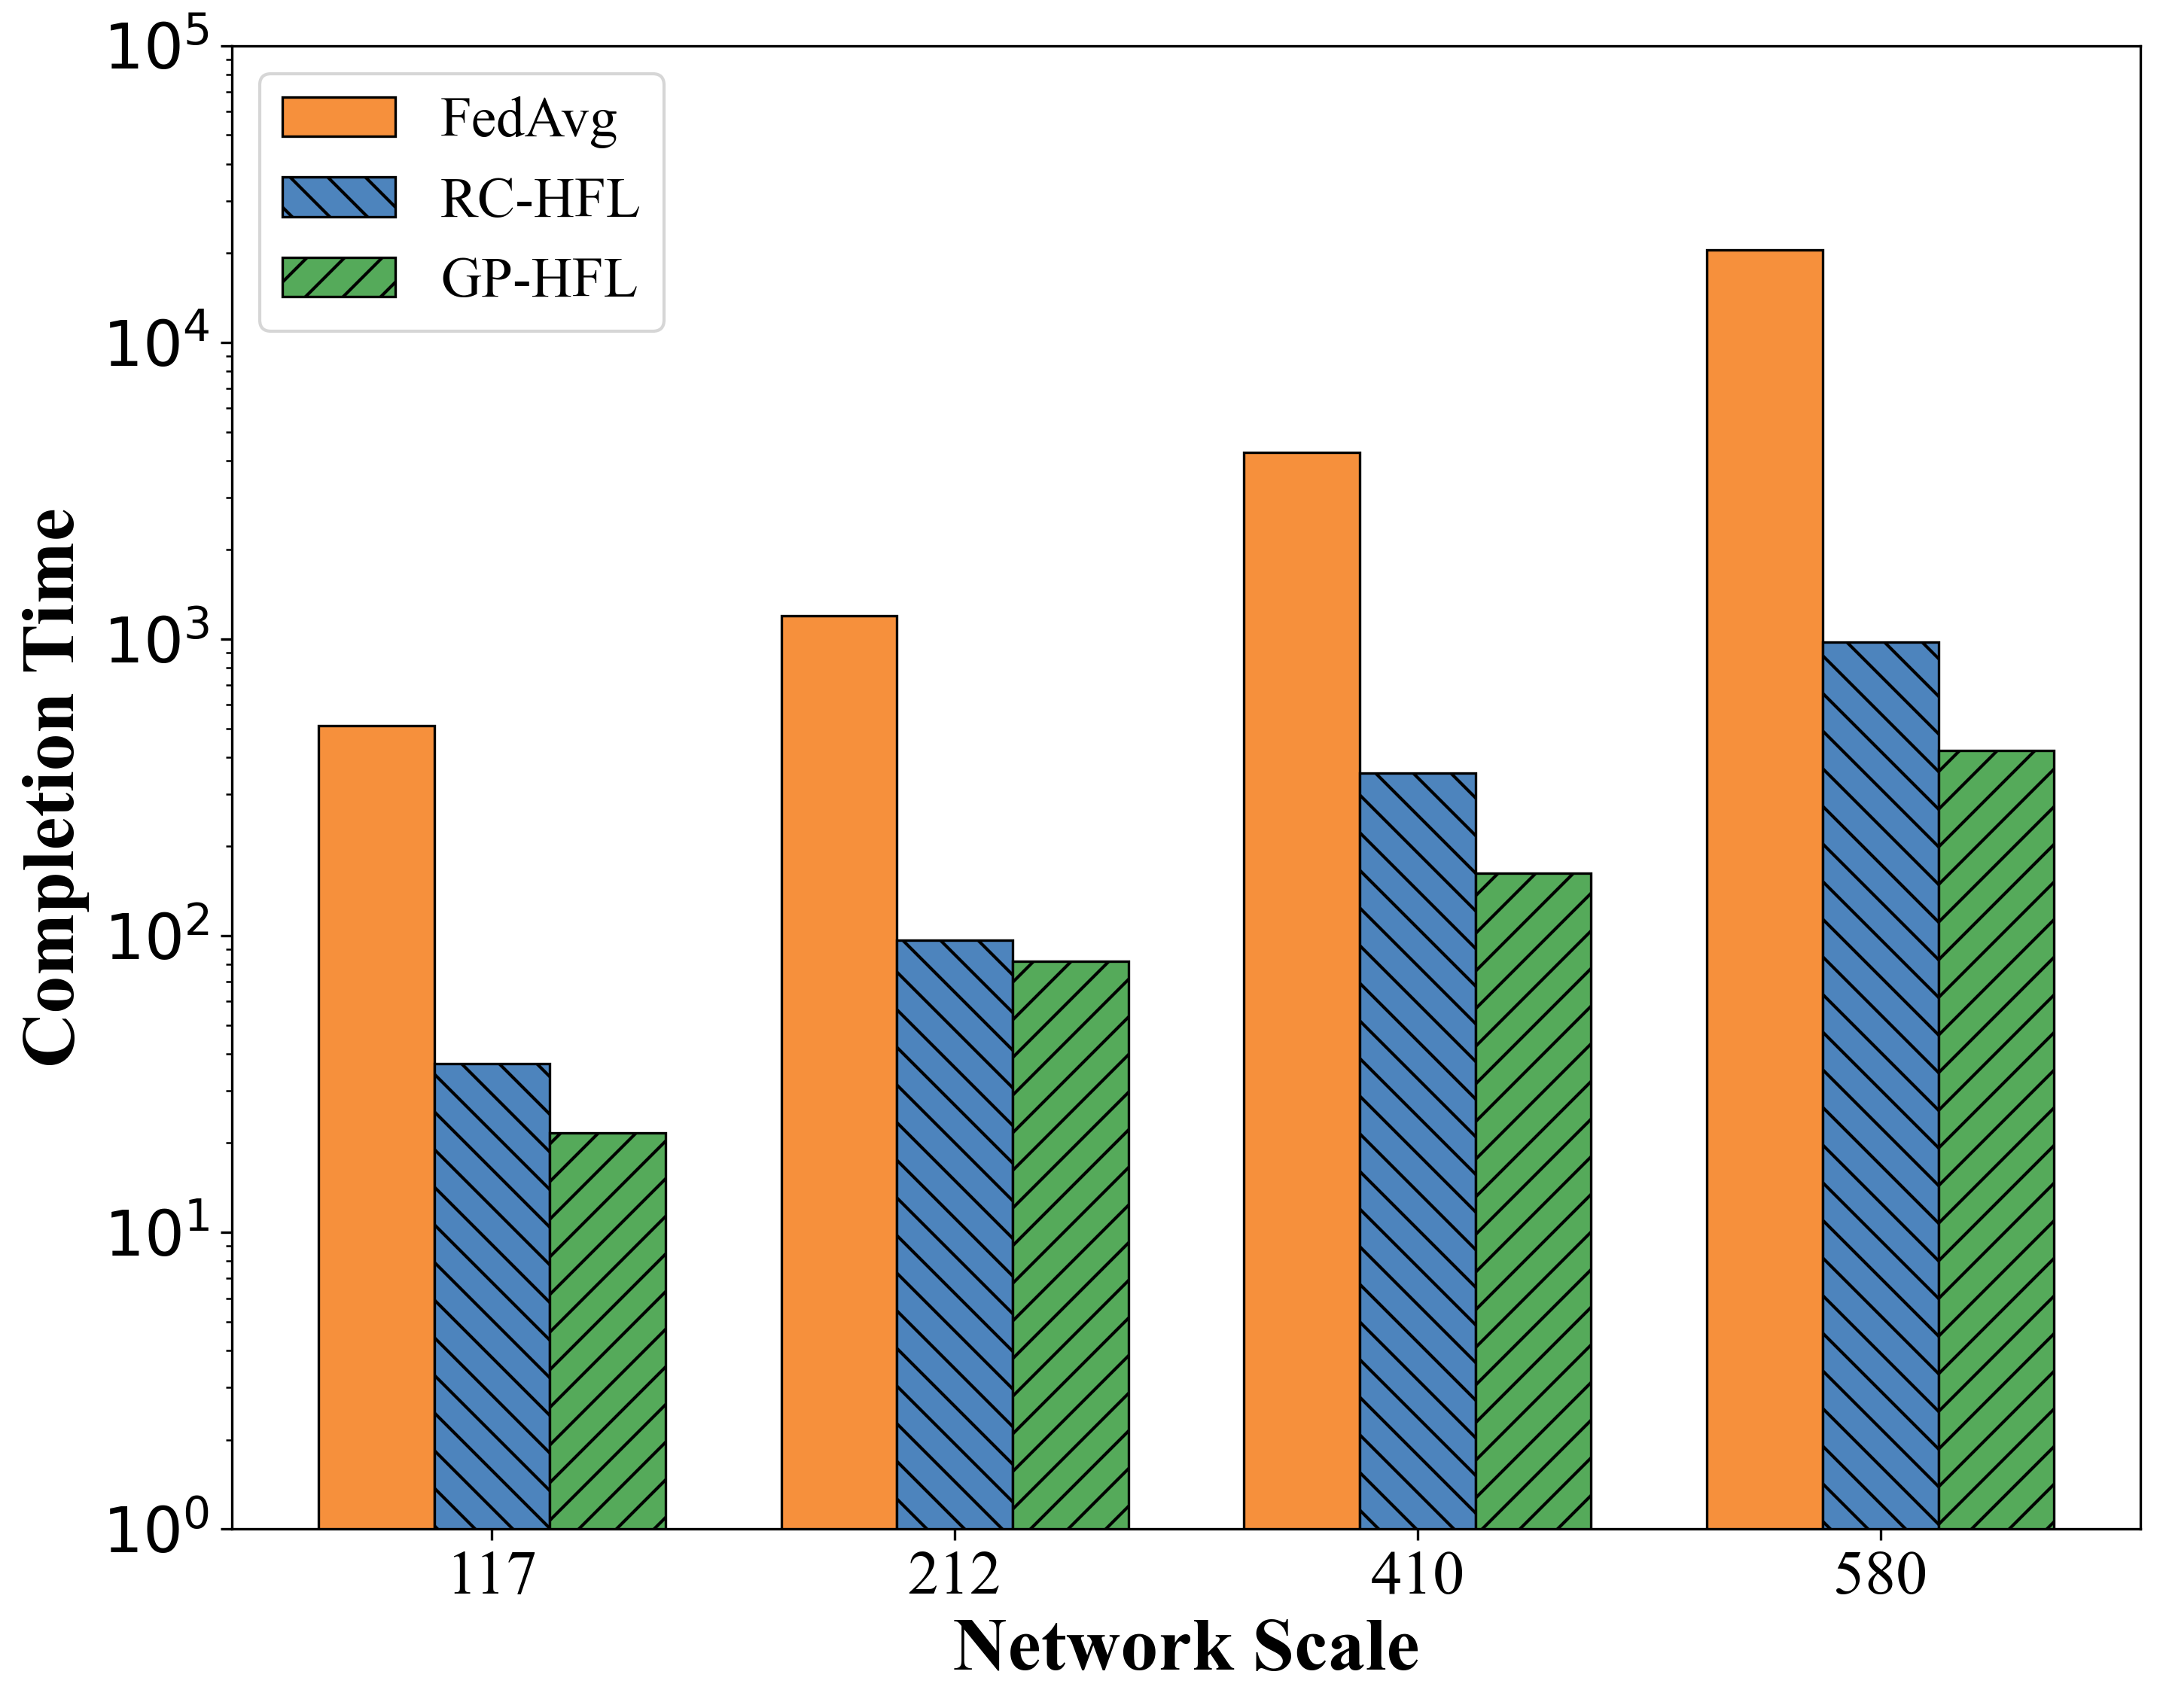 10^5
10^4
10^3
10^2
10^1
10^0
Completion Time
FedAvg
RC-HFL
GP-HFL
117
212
410
580
Network Scale